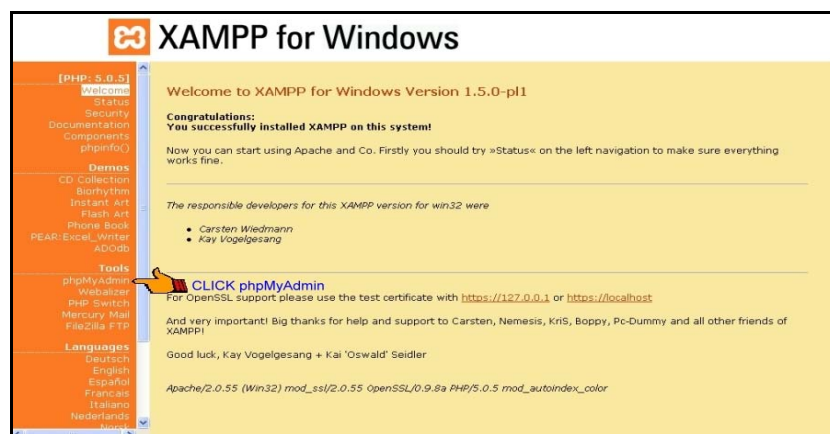 XAMPP for Windows
[PHP: 5.0.5]
Welcome
Status
Security
Documentation
Components
phpinfo()
Demos
CD Collection
Biorhythm
Instant Art
Flash Art
Phone Book
PEAR:Excel_Writer
ADOdb
Tools
phpMyAdmin
Webalizer
PHP Switch
Mercury Mail
FileZilla FTP
Languages
Deutsch
English
Español
Francais
Italiano
Nederlands
Norsk
Welcome to XAMPP for Windows Version 1.5.0-pl1
Congratulations:
You successfully installed XAMPP on this system!
Now you can start using Apache and Co. Firstly you should try »Status« on the left navigation to make sure everything
works fine.
The responsible developers for this XAMPP version for win32 were
• Carsten Wiedmann
• Kay Vogelgesang
CLICK phpMyAdmin
For OpenSSL support please use the test certificate with https://127.0.0.1 or https://localhost
And very important! Big thanks for help and support to Carsten, Nemesis, KriS, Boppy, Pc-Dummy and all other friends of
XAMPP!
Good luck, Kay Vogelgesang + Kai 'Oswald' Seidler
Apache/2.0.55 (Win32) mod_ssl/2.0.55 OpenSSL/0.9.8a PHP/5.0.5 mod_autoindex_color